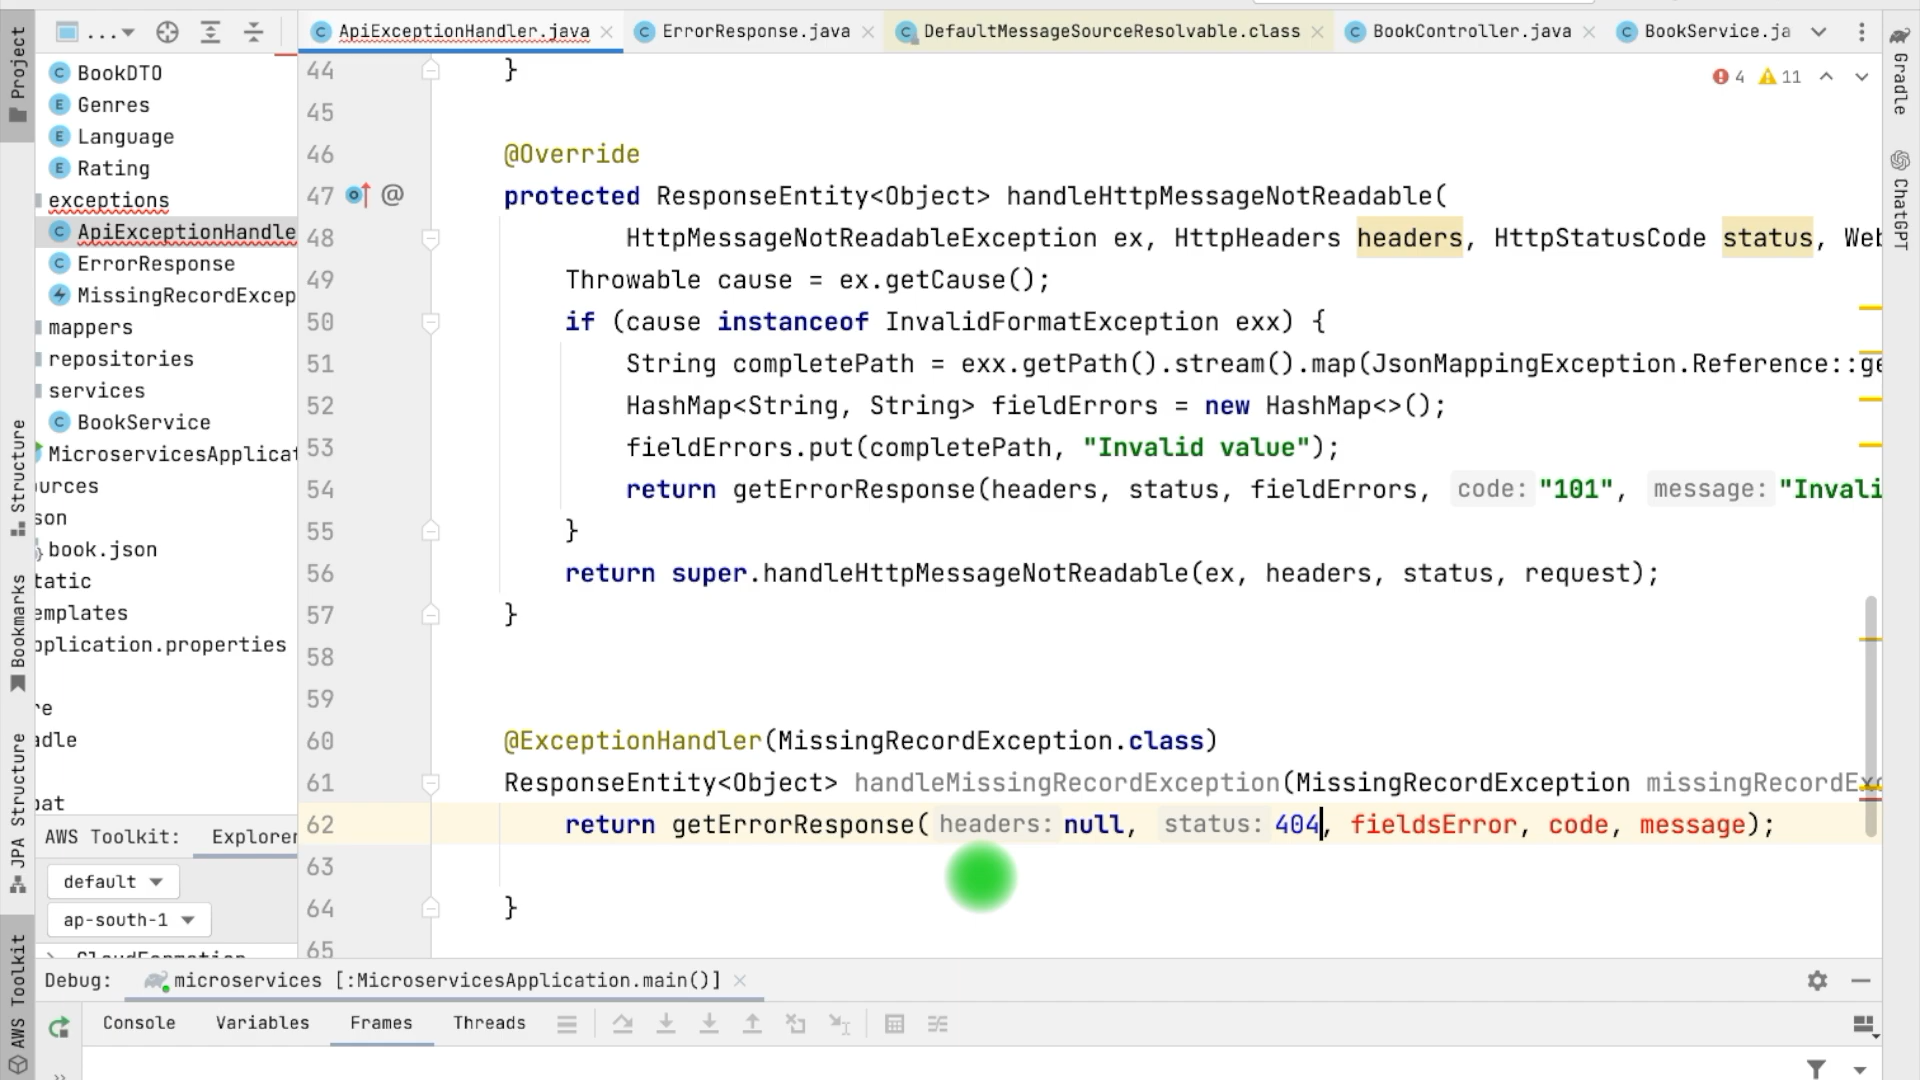 Project
...
ApiExceptionHandler.java
ErrorResponse.java
DefaultMessageSourceResolvable.class
BookController.java
BookService.ja
Gradle
ChatGPT
4
11
BookDTO
Genres
Language
Rating
exceptions
ApiExceptionHandle
ErrorResponse
MissingRecordExcep
mappers
repositories
services
BookService
MicroservicesApplicat
urces
son
book.json
tatic
emplates
pplication.properties
re
adle
pat
Structure
Bookmarks
JPA Structure
AWS Toolkit
AWS Toolkit:
Explorer
default
ap-south-1
44 }
45
46 @Override
47 @ protected ResponseEntity<Object> handleHttpMessageNotReadable(
48 HttpMessageNotReadableException ex, HttpHeaders headers, HttpStatusCode status, Web
49 Throwable cause = ex.getCause();
50 if (cause instanceof InvalidFormatException exx) {
51 String completePath = exx.getPath().stream().map(JsonMappingException.Reference::ge
52 HashMap<String, String> fieldErrors = new HashMap<>();
53 fieldErrors.put(completePath, "Invalid value");
54 return getErrorResponse(headers, status, fieldErrors, code: "101", message: "Invali
55 }
56 return super.handleHttpMessageNotReadable(ex, headers, status, request);
57 }
58
59
60 @ExceptionHandler(MissingRecordException.class)
61 ResponseEntity<Object> handleMissingRecordException(MissingRecordException missingRecordExc
62 return getErrorResponse( headers: null, status: 404, fieldsError, code, message);
63
64 }
65
Debug:
microservices [:MicroservicesApplication.main()]
Console
Variables
Frames
Threads
>>